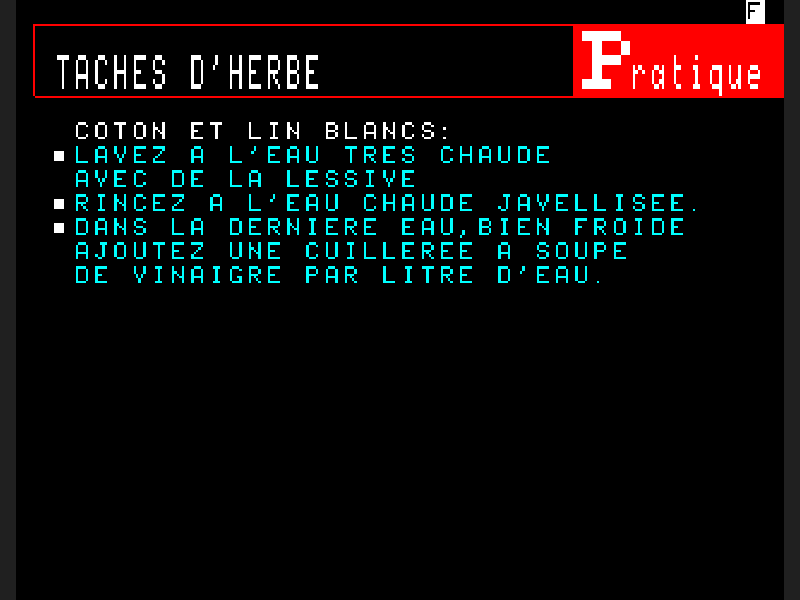 F
TACHES D'HERBE
Pratique
COTON ET LIN BLANCS:
LAVEZ A L'EAU TRES CHAUDE
AVEC DE LA LESSIVE
RINCEZ A L'EAU CHAUDE JAVELLISEE.
DANS LA DERNIERE EAU,BIEN FROIDE
AJOUTEZ UNE CUILLEREE A SOUPE
DE VINAIGRE PAR LITRE D'EAU.